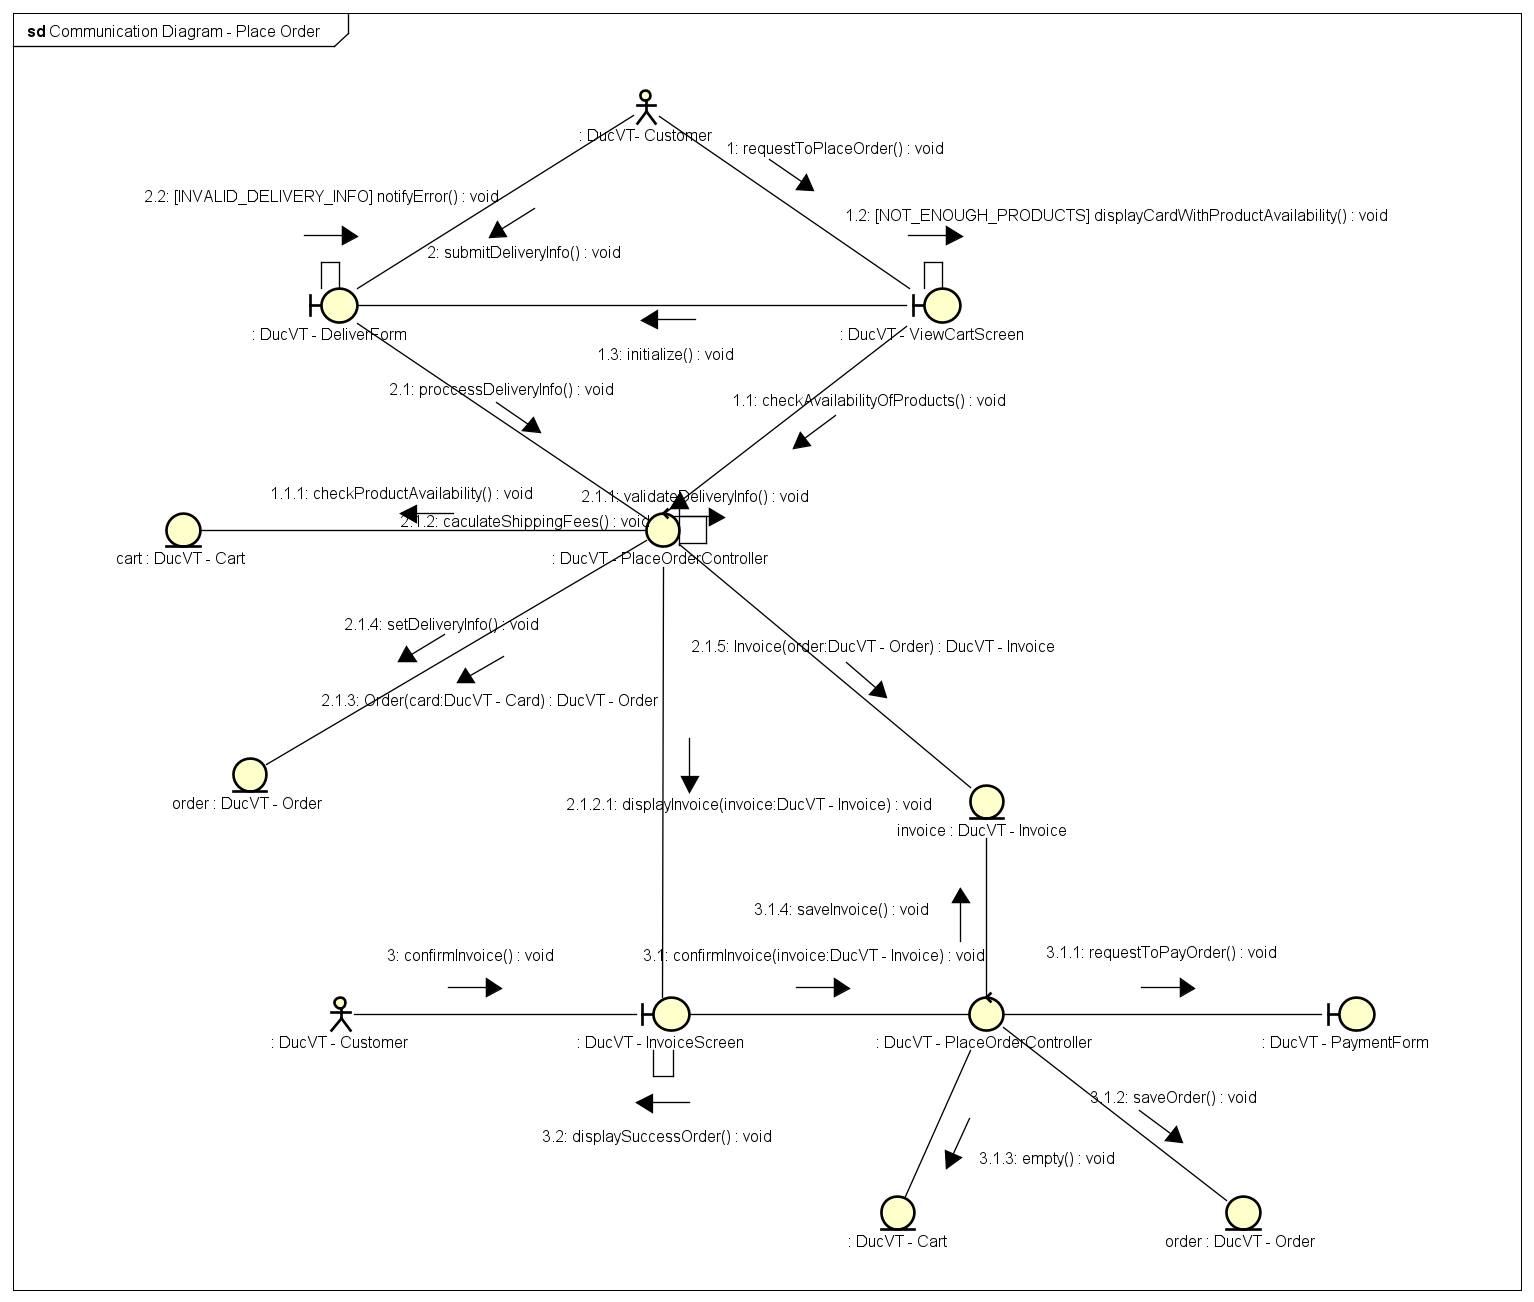 sd Communication Diagram - Place Order
: DucVT- Customer
1: requestToPlaceOrder() : void
2.2: [INVALID_DELIVERY_INFO] notifyError() : void
1.2: [NOT_ENOUGH_PRODUCTS] displayCardWithProductAvailability() : void
2: submitDeliveryInfo() : void
: DucVT - DeliverForm
: DucVT - ViewCartScreen
1.3: initialize() : void
2.1: proccessDeliveryInfo() : void
1.1: checkAvailabilityOfProducts() : void
1.1.1: checkProductAvailability() : void
2.1.1: validateDeliveryInfo() : void
2.1.2: caculateShippingFees() : void
cart : DucVT - Cart
: DucVT - PlaceOrderController
2.1.4: setDeliveryInfo() : void
2.1.5: Invoice(order:DucVT - Order) : DucVT - Invoice
2.1.3: Order(card:DucVT - Card) : DucVT - Order
order : DucVT - Order
2.1.2.1: displayInvoice(invoice:DucVT - Invoice) : void
invoice : DucVT - Invoice
3.1.4: saveInvoice() : void
3: confirmInvoice() : void
3.1: confirmInvoice(invoice:DucVT - Invoice) : void
3.1.1: requestToPayOrder() : void
: DucVT - Customer
: DucVT - InvoiceScreen
: DucVT - PlaceOrderController
: DucVT - PaymentForm
3.1.2: saveOrder() : void
3.2: displaySuccessOrder() : void
3.1.3: empty() : void
: DucVT - Cart
order : DucVT - Order